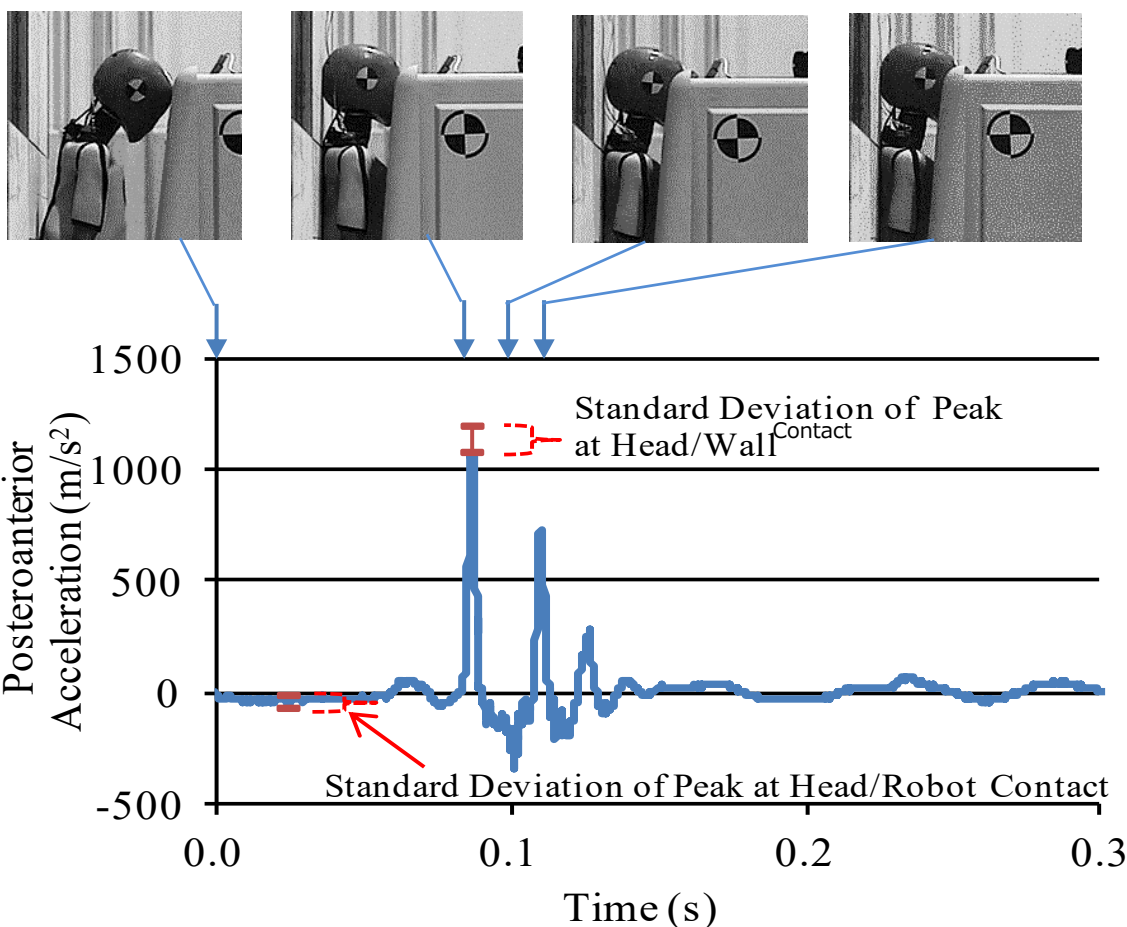 1500
1000
500
0
-500
0.0
0.1
0.2
0.3
Posteroanterior
Acceleration (m/s²)
Time (s)
Standard Deviation of Peak
at Head/Wall Contact
Standard Deviation of Peak at Head/Robot Contact